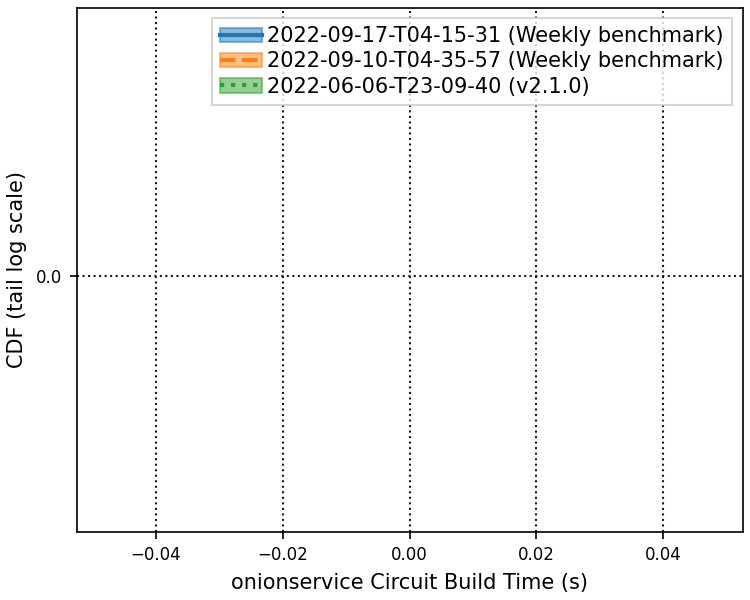 2022-09-17-T04-15-31 (Weekly benchmark)
2022-09-10-T04-35-57 (Weekly benchmark)
2022-06-06-T23-09-40 (v2.1.0)
CDF (tail log scale)
0.0
−0.04 −0.02 0.00 0.02 0.04
onionservice Circuit Build Time (s)